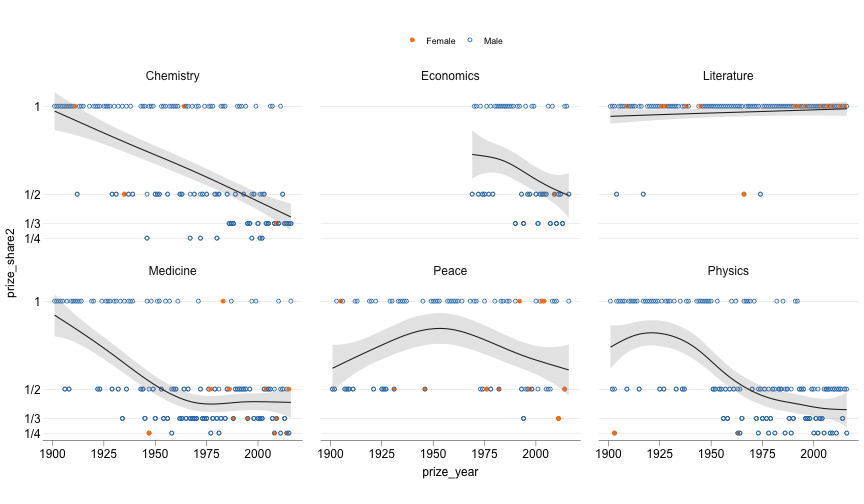 Female Male
Chemistry Economics Literature
1
1/2
1/3
1/4
Medicine Peace Physics
1
1/2
1/3
1/4
1900 1925 1950 1975 2000 1900 1925 1950 1975 2000 1900 1925 1950 1975 2000
prize_year
prize_share2